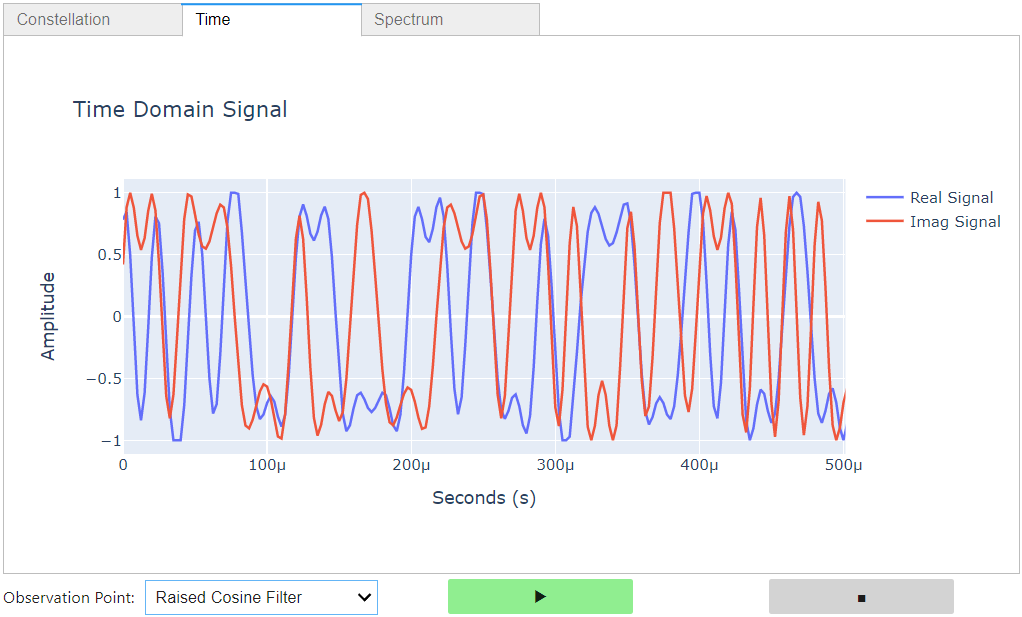 Constellation
Time
Spectrum
Time Domain Signal
Real Signal
Imag Signal
Amplitude
1
0.5
0
−0.5
−1
0 100μ 200μ 300μ 400μ 500μ
Seconds (s)
Observation Point: Raised Cosine Filter